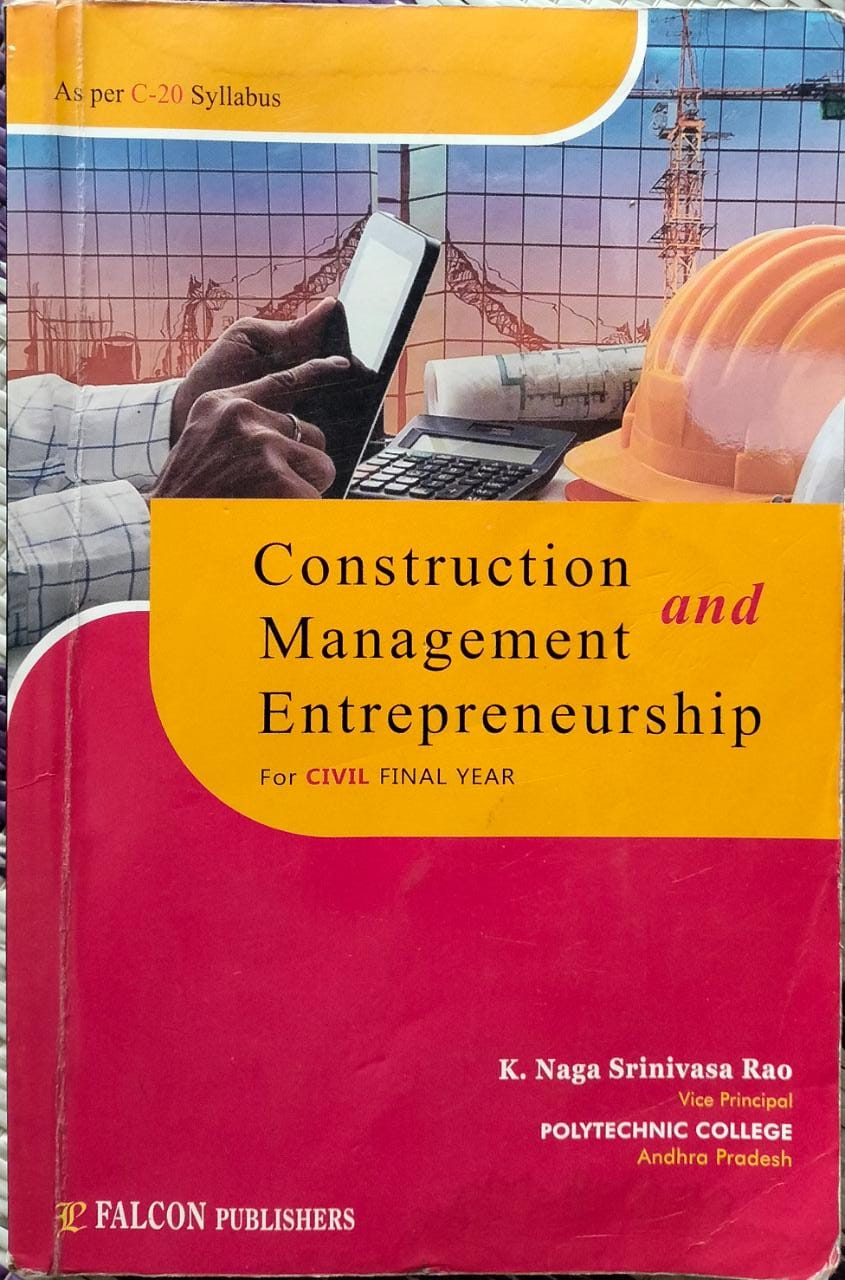 As per C-20 Syllabus
Construction
and
Management
Entrepreneurship
For CIVIL FINAL YEAR
K. Naga Srinivasa Rao
Vice Principal
POLYTECHNIC COLLEGE
Andhra Pradesh
FALCON PUBLISHERS